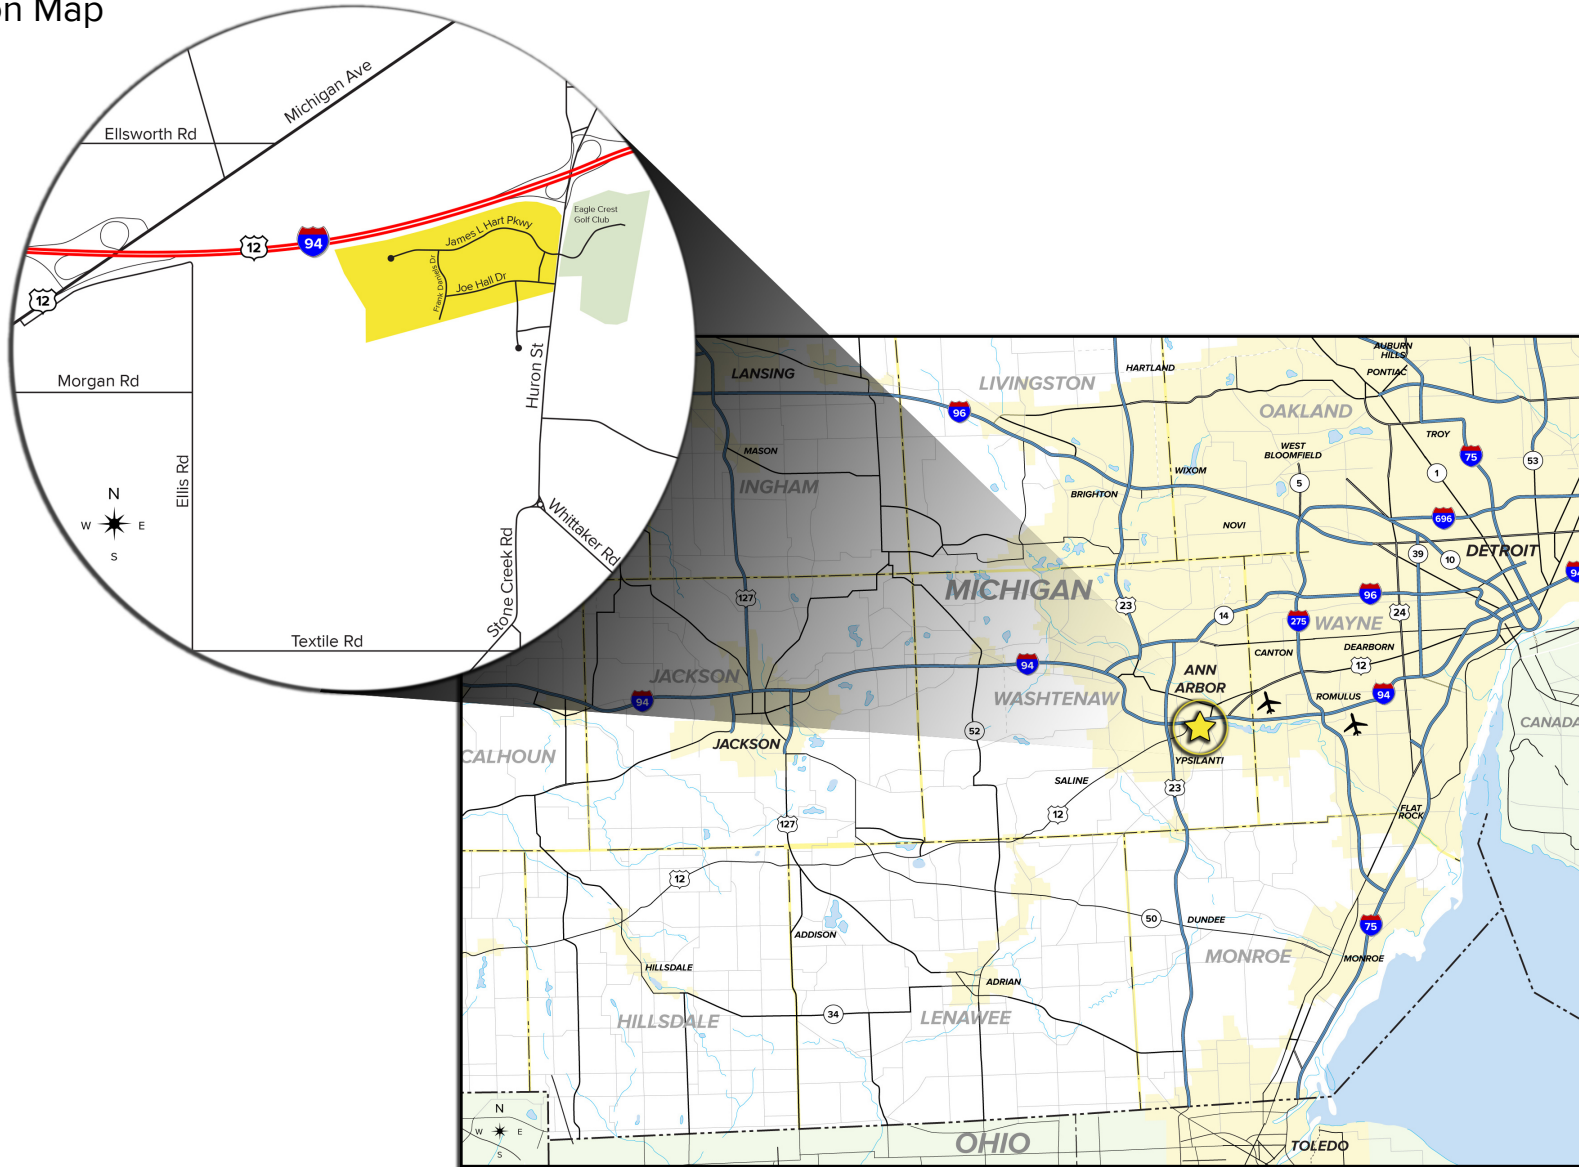 on Map
Michigan Ave
Ellsworth Rd
Eagle Crest
Golf Club
James L Hart Pkwy
12
94
Frank Daniels Dr
Joe Hall Dr
12
Huron St
Morgan Rd
Ellis Rd
N
W E
S
Whittaker Rd
Stone Creek Rd
Textile Rd
AUBURN
HILLS
HARTLAND
PONTIAC
LANSING
LIVINGSTON
96
OAKLAND
TROY
WEST
BLOOMFIELD
MASON
75
53
1
WIXOM
5
INGHAM
BRIGHTON
696
NOVI
DETROIT
39
10
94
MICHIGAN
96
127
23
24
14
275
WAYNE
DEARBORN
CANTON
12
94
ANN
ARBOR
JACKSON
WASHTENAW
94
ROMULUS
94
CANADA
52
JACKSON
CALHOUN
YPSILANTI
SALINE
23
12
FLAT
ROCK
127
12
50
DUNDEE
75
ADDISON
MONROE
MONROE
HILLSDALE
ADRIAN
34
LENAWEE
HILLSDALE
N
W E
S
OHIO
TOLEDO